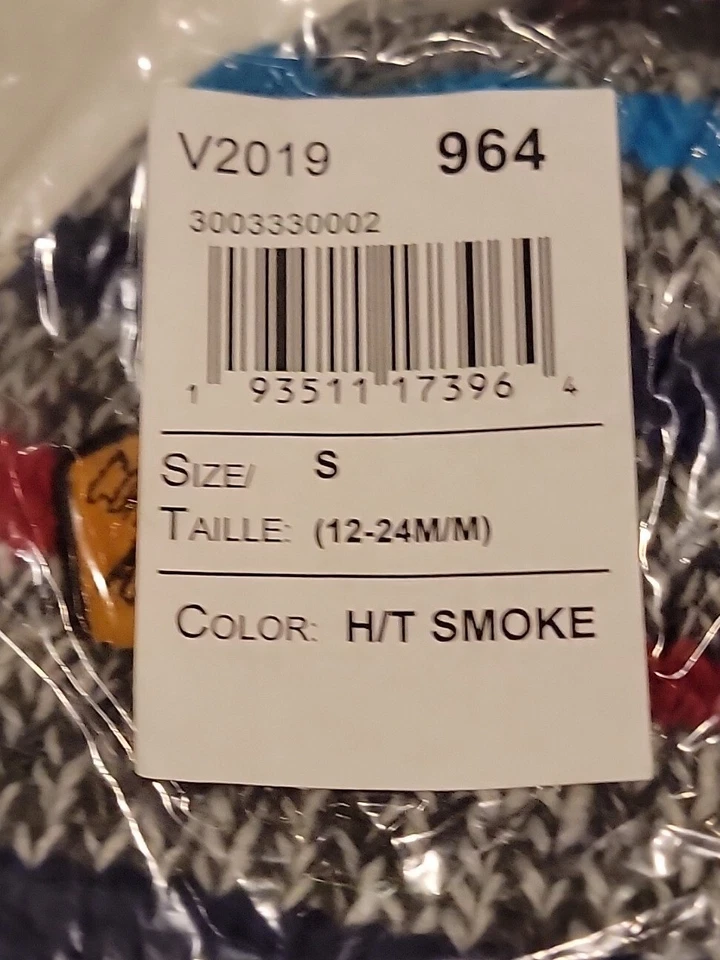 V2019 964
3003330002
1 93511 17396 4
SIZE/ S
TAILLE: (12-24M/M)
COLOR: H/T SMOKE